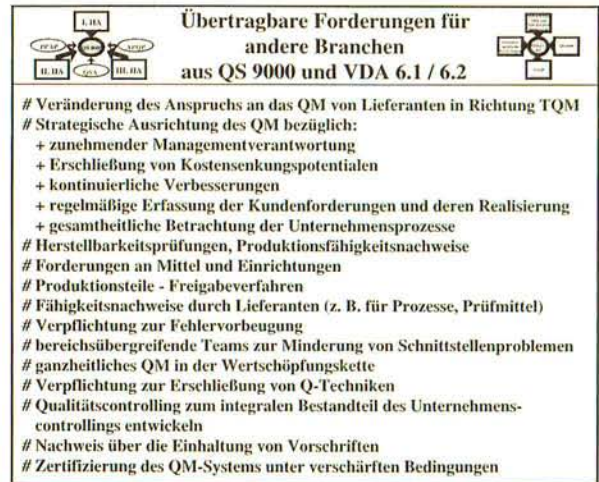 I. HA
PPAP
APQP
II. HA
QSA
III. HA
Übertragbare Forderungen für
andere Branchen
aus QS 9000 und VDA 6.1 / 6.2
# Veränderung des Anspruchs an das QM von Lieferanten in Richtung TQM
# Strategische Ausrichtung des QM bezüglich:
+ zunehmender Managementverantwortung
+ Erschließung von Kostensenkungspotentialen
+ kontinuierliche Verbesserungen
+ regelmäßige Erfassung der Kundenforderungen und deren Realisierung
+ gesamtheitliche Betrachtung der Unternehmensprozesse
# Herstellbarkeitsprüfungen, Produktionsfähigkeitsnachweise
# Forderungen an Mittel und Einrichtungen
# Produktionsteile - Freigabeverfahren
# Fähigkeitsnachweise durch Lieferanten (z. B. für Prozesse, Prüfmittel)
# Verpflichtung zur Fehlervorbeugung
# bereichsübergreifende Teams zur Minderung von Schnittstellenproblemen
# ganzheitliches QM in der Wertschöpfungskette
# Verpflichtung zur Erschließung von Q-Techniken
# Qualitätscontrolling zum integralen Bestandteil des Unternehmens-
controllings entwickeln
# Nachweis über die Einhaltung von Vorschriften
# Zertifizierung des QM-Systems unter verschärften Bedingungen